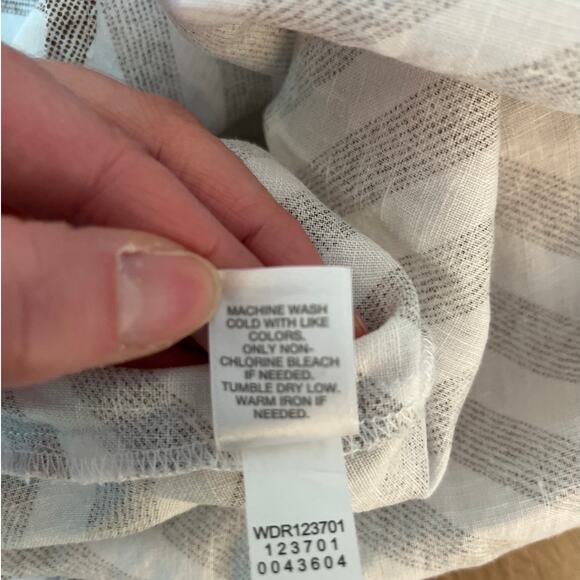 MACHINE WASH
COLD WITH LIKE
COLORS.
ONLY NON-
CHLORINE BLEACH
IF NEEDED.
TUMBLE DRY LOW.
WARM IRON IF
NEEDED.
WDR123701
123701
0043604